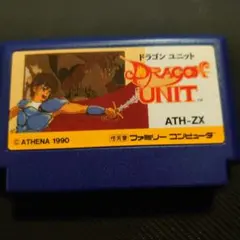 ドラゴン ユニット
DRAGON
UNIT™
ATH-ZX
© ATHENA 1990
任天堂 ファミリー コンピュータ